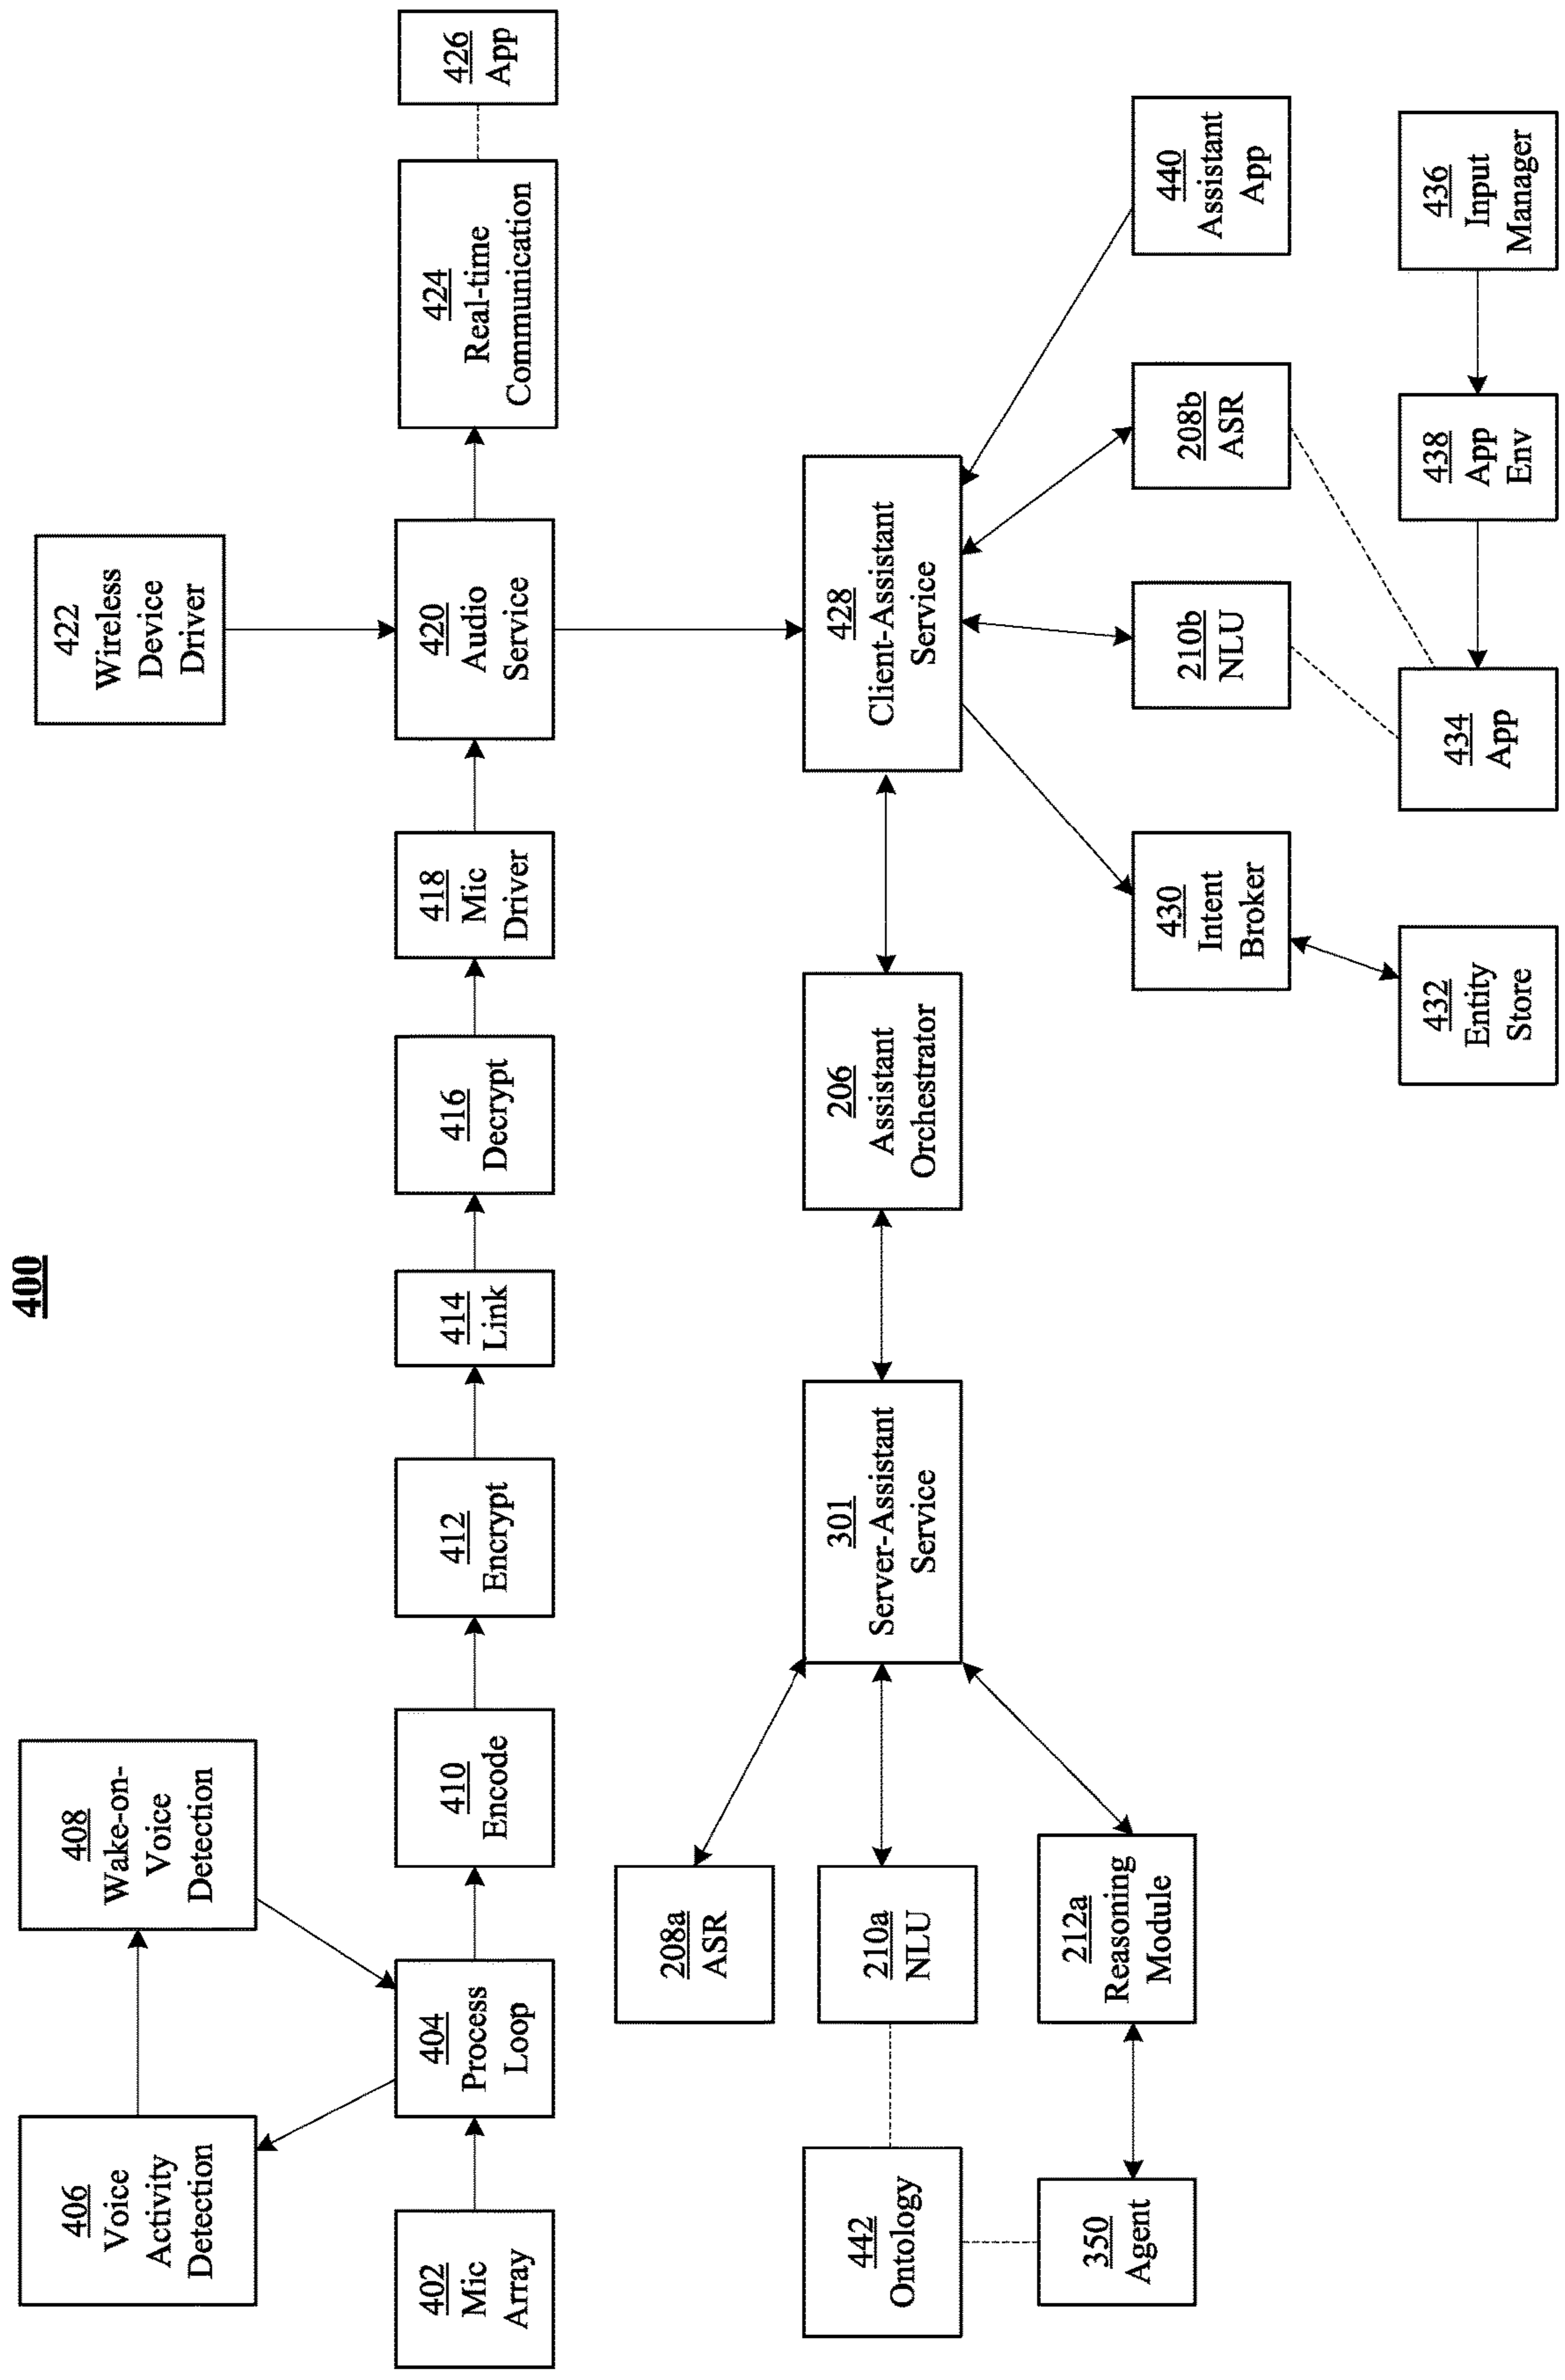 400
406
Voice
Activity
Detection
408
Wake-on-
Voice
Detection
422
Wireless
Device
Driver
402
Mic
Array
404
Process
Loop
410
Encode
412
Encrypt
414
Link
416
Decrypt
418
Mic
Driver
420
Audio
Service
424
Real-time
Communication
426
App
208a
ASR
442
Ontology
210a
NLU
301
Server-Assistant
Service
206
Assistant
Orchestrator
428
Client-Assistant
Service
350
Agent
212a
Reasoning
Module
430
Intent
Broker
210b
NLU
208b
ASR
440
Assistant
App
432
Entity
Store
434
App
438
App
Env
436
Input
Manager